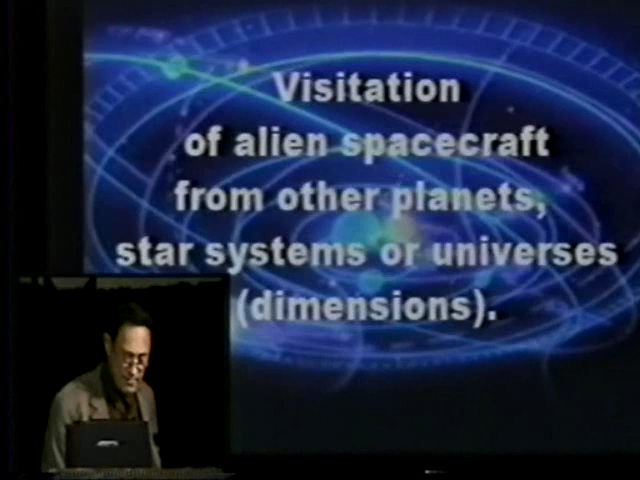 Visitation
of alien spacecraft
from other planets,
star systems or universes
(dimensions).